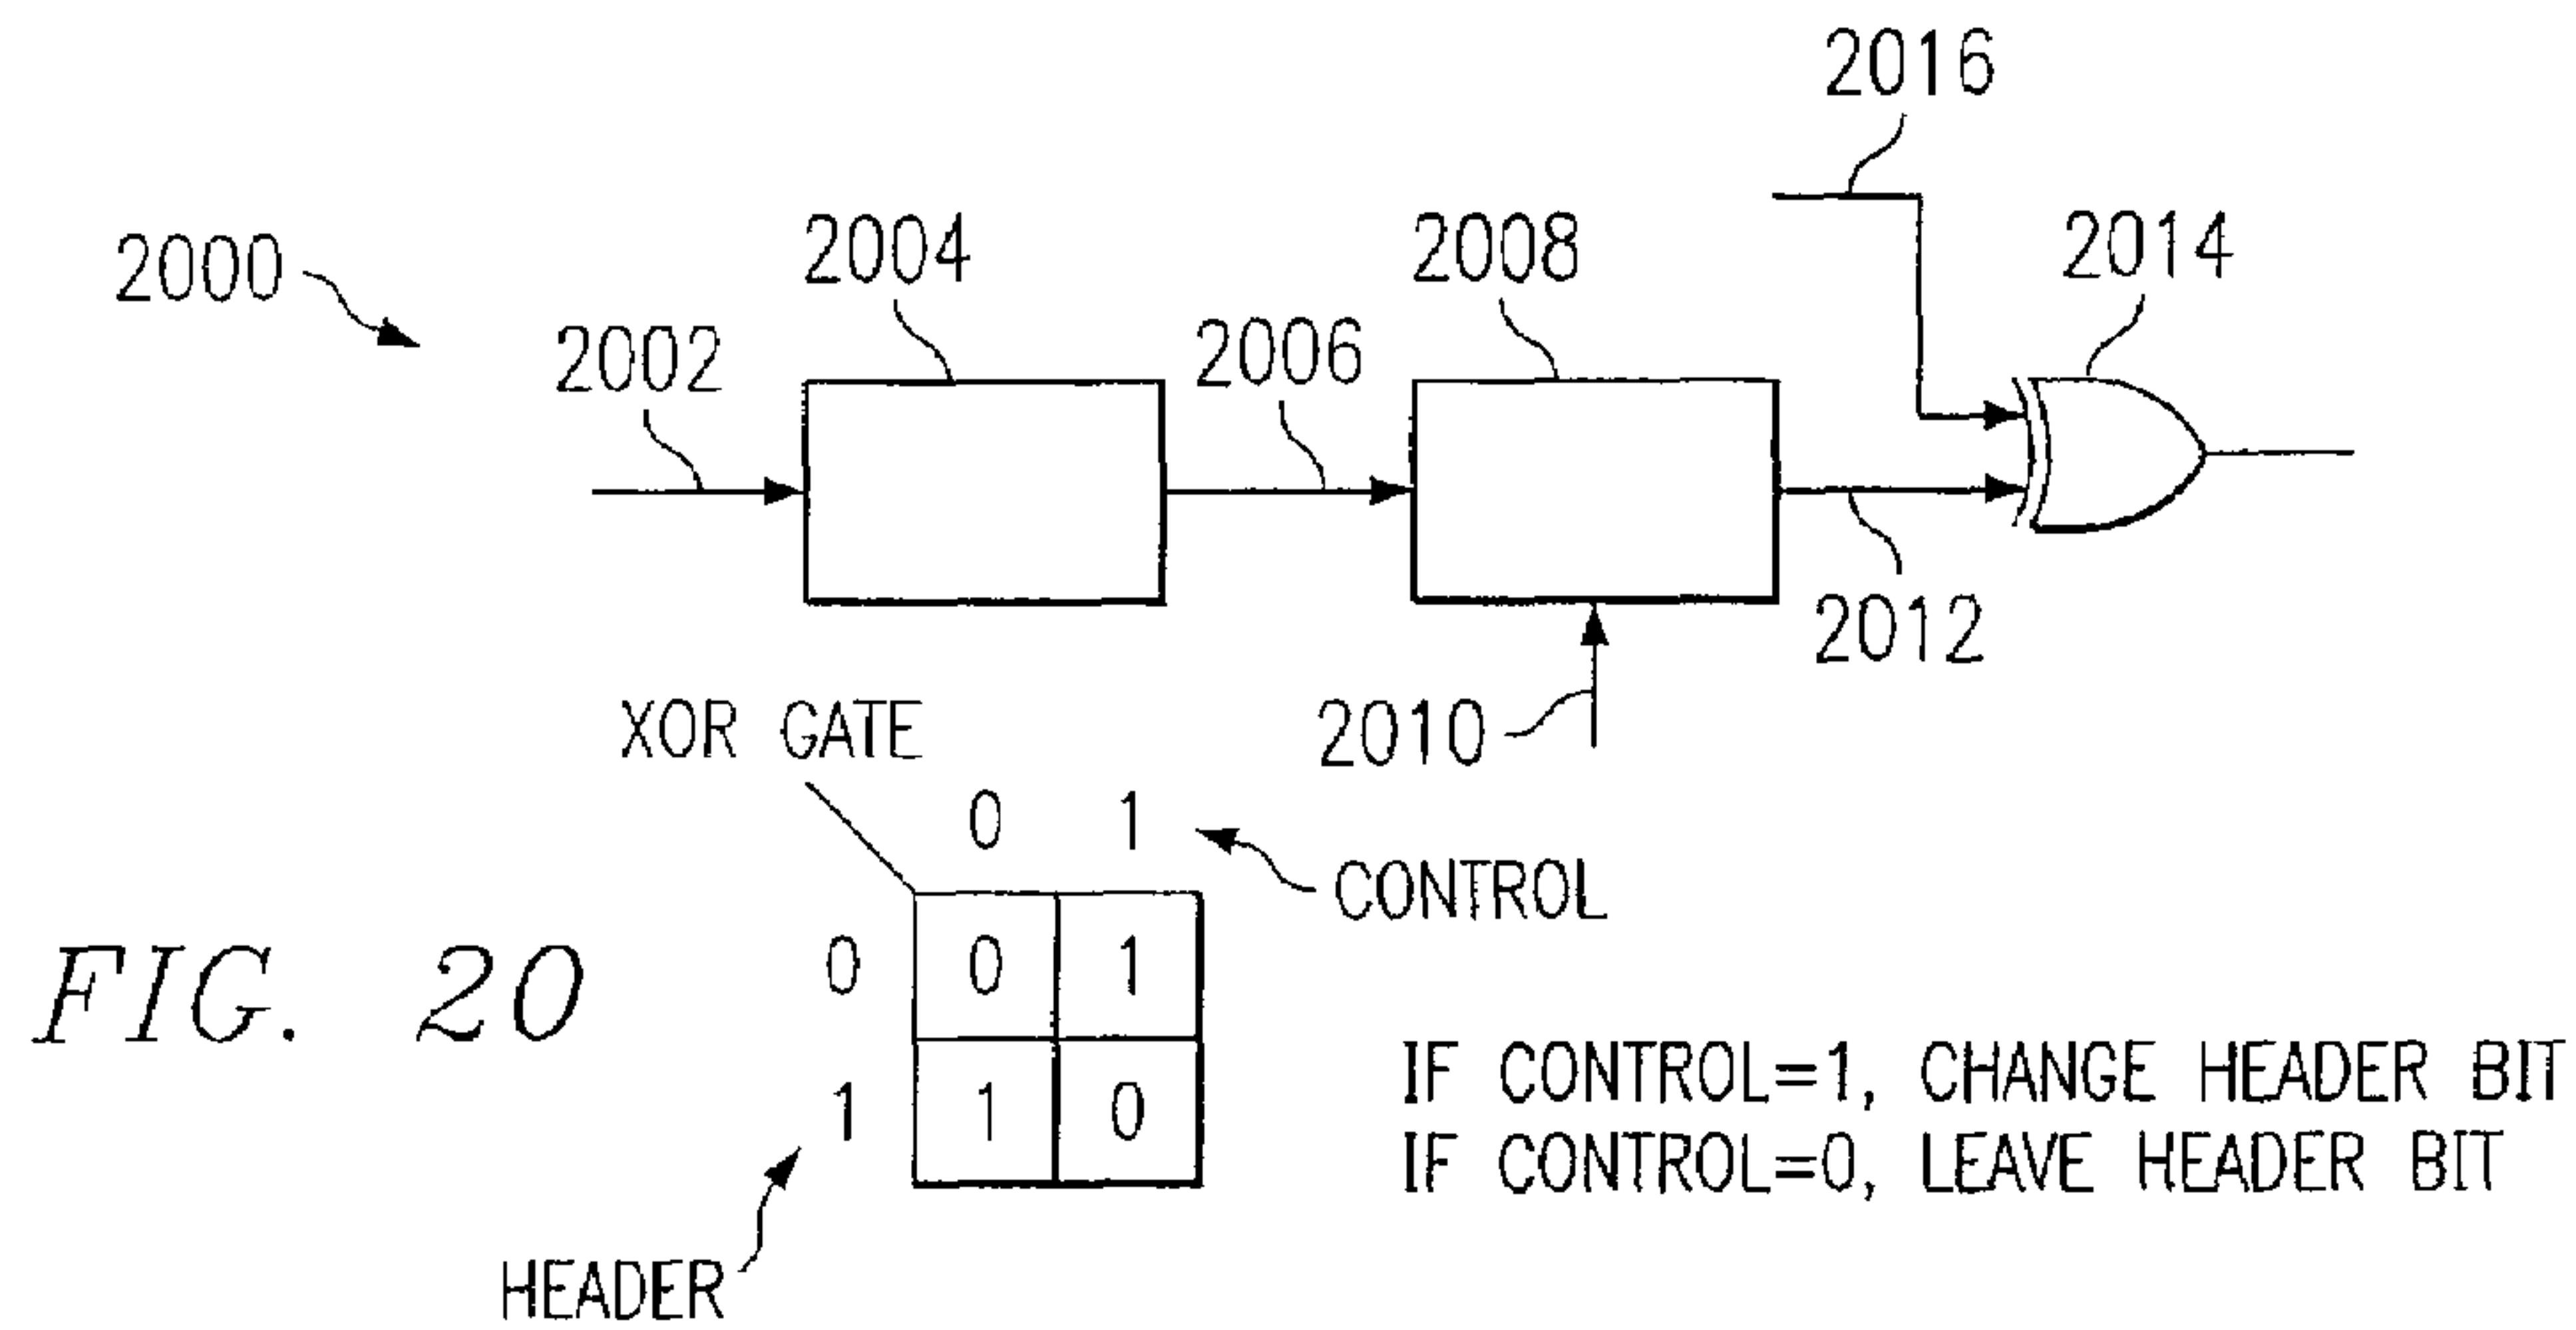 2016
2000
2004
2008
2014
2002
2006
2012
2010
XOR GATE
0 1
CONTROL
0 0 1
1 1 0
HEADER
FIG. 20
IF CONTROL=1, CHANGE HEADER BIT
IF CONTROL=0, LEAVE HEADER BIT